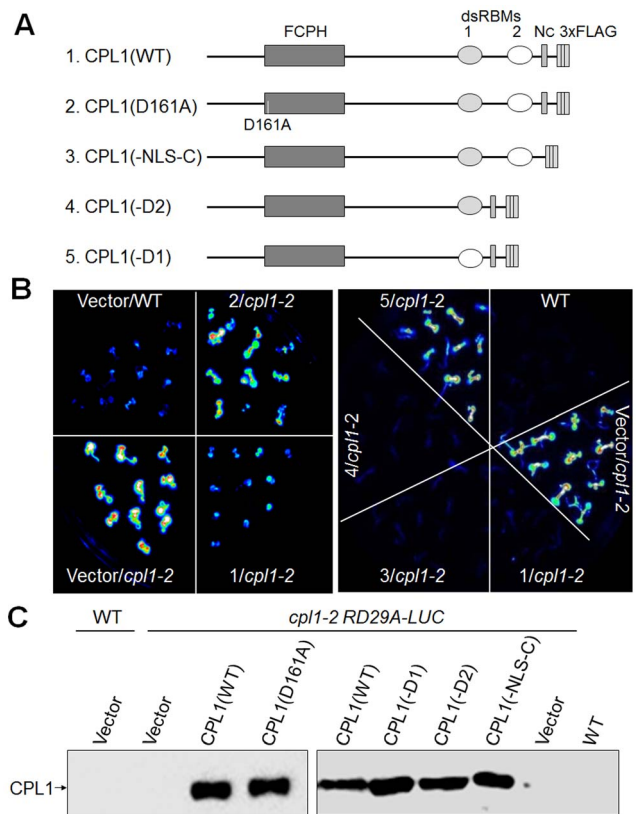 A
dsRBMs
FCPH 1 2 Nc 3xFLAG
1. CPL1(WT)
2. CPL1(D161A)
D161A
3. CPL1(-NLS-C)
4. CPL1(-D2)
5. CPL1(-D1)
B
Vector/WT
2/cpl1-2
Vector/cpl1-2
1/cpl1-2
5/cpl1-2
WT
4/cpl1-2
Vector/cpl1-2
3/cpl1-2
1/cpl1-2
C
WT
cpl1-2 RD29A-LUC
Vector
Vector
CPL1(WT)
CPL1(D161A)
CPL1(WT)
CPL1(-D1)
CPL1(-D2)
CPL1(-NLS-C)
Vector
WT
CPL1→